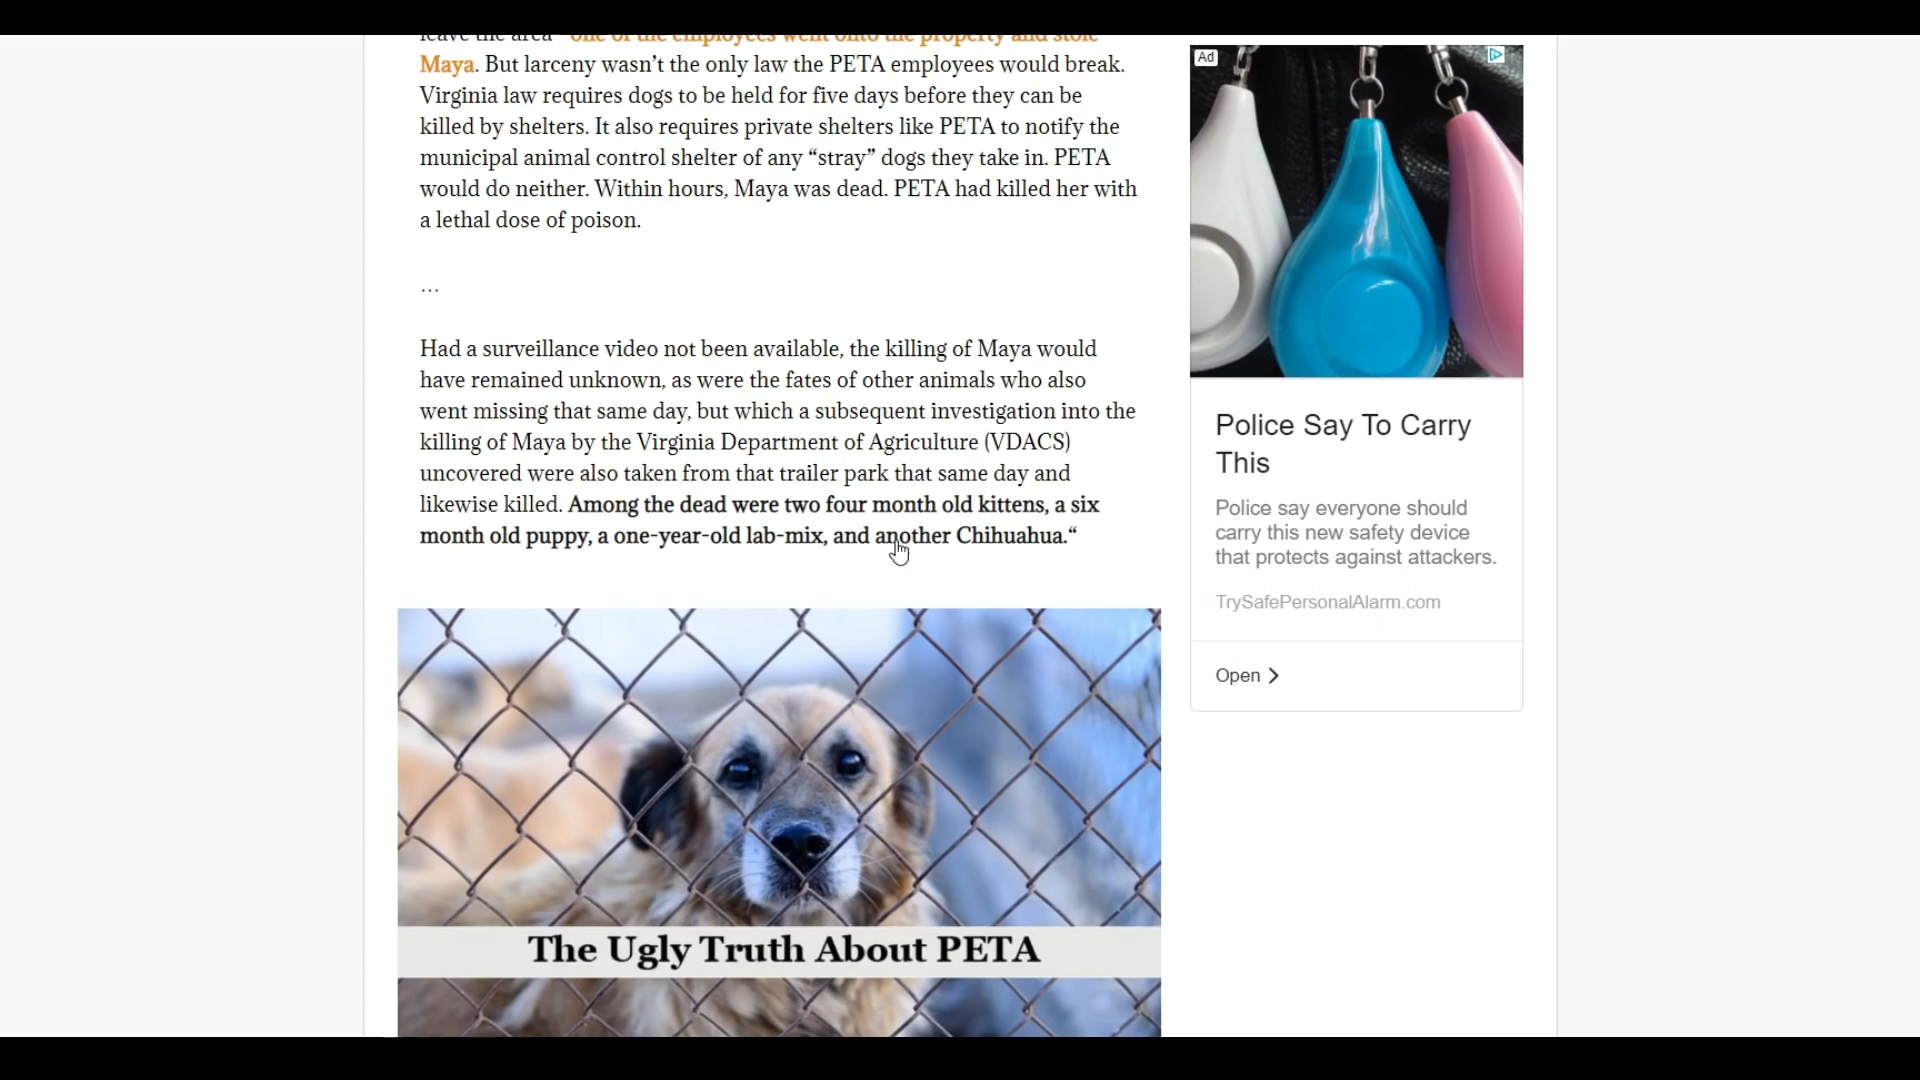 leave the area– one of the employees went onto the property and stole
Maya. But larceny wasn’t the only law the PETA employees would break.
Virginia law requires dogs to be held for five days before they can be
killed by shelters. It also requires private shelters like PETA to notify the
municipal animal control shelter of any “stray” dogs they take in. PETA
would do neither. Within hours, Maya was dead. PETA had killed her with
a lethal dose of poison.
…
Had a surveillance video not been available, the killing of Maya would
have remained unknown, as were the fates of other animals who also
went missing that same day, but which a subsequent investigation into the
killing of Maya by the Virginia Department of Agriculture (VDACS)
uncovered were also taken from that trailer park that same day and
likewise killed. Among the dead were two four month old kittens, a six
month old puppy, a one-year-old lab-mix, and another Chihuahua.“
The Ugly Truth About PETA
Ad
Police Say To Carry
This
Police say everyone should
carry this new safety device
that protects against attackers.
TrySafePersonalAlarm.com
Open